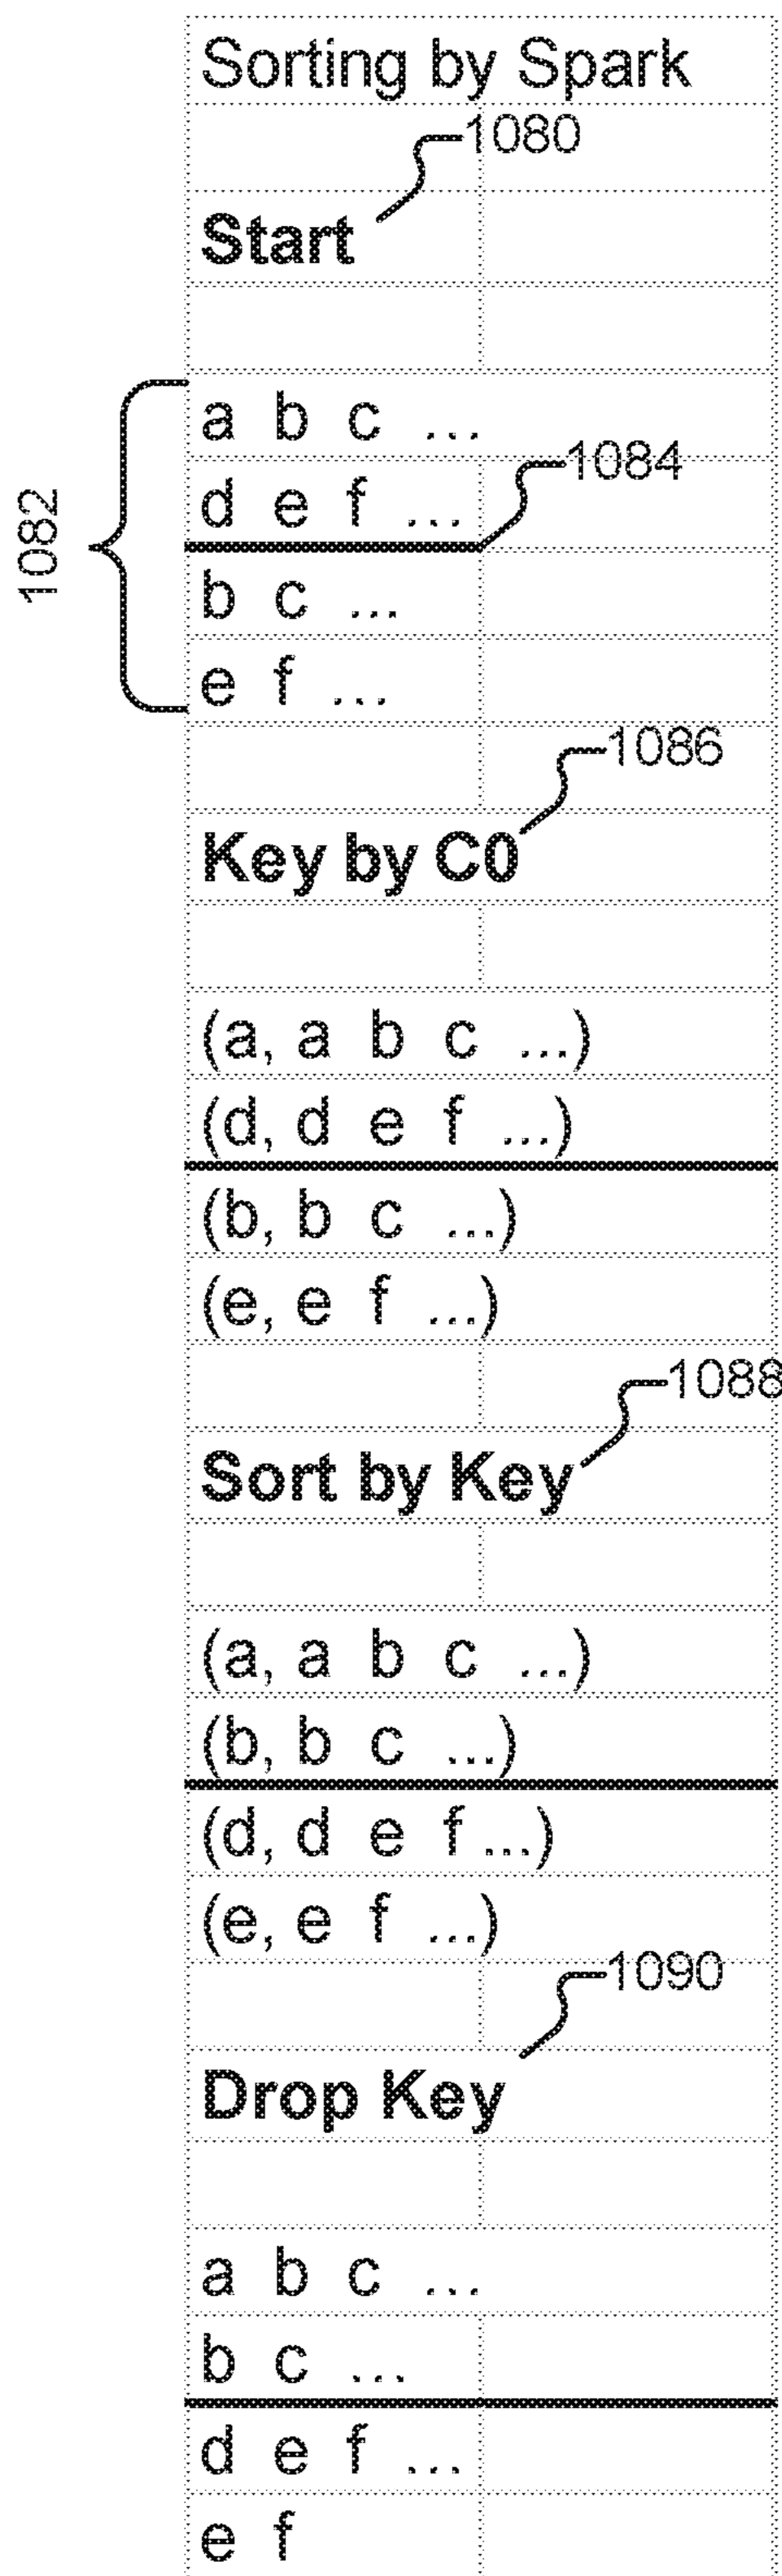 Sorting by Spark
1080
Start
a b c ...
1084
d e f ...
1082
b c ...
e f ...
1086
Key by C0
(a, a b c ...)
(d, d e f ...)
(b, b c ...)
(e, e f ...)
1088
Sort by Key
(a, a b c ...)
(b, b c ...)
(d, d e f ...)
(e, e f ...)
1090
Drop Key
a b c ...
b c ...
d e f ...
e f